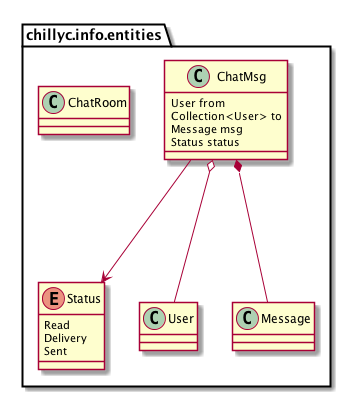 chillyc.info.entities
C ChatRoom
C ChatMsg
User from
Collection<User> to
Message msg
Status status
E Status
Read
Delivery
Sent
C User
C Message